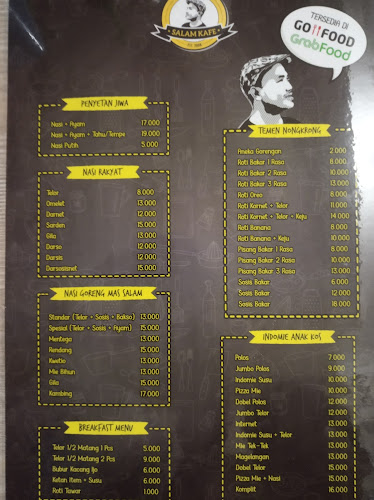 SALAM KAFE
TERSEDIA DI
GOFOOD
GrabFood
PENYETAN JIWA
Nasi + Ayam 17.000
Nasi + Ayam + Tahu/Tempe 19.000
Nasi Putih 5.000
NASI RAKYAT
Telor 8.000
Omelet 13.000
Damet 12.000
Sarden 15.000
Gila 13.000
Darso 12.000
Darsis 12.000
Darsosisnet 15.000
NASI GORENG MAS SALAM
Standar (Telor + Sosis + Bakso) 13.000
Spesial (Telor + Sosis + Ayam) 15.000
Mentega 13.000
Rendang 15.000
Kwetie 13.000
Mie Bihun 13.000
Gila 15.000
Kambing 17.000
BREAKFAST MENU
Telor 1/2 Matang 1 Pcs 5.000
Telor 1/2 Matang 2 Pcs 9.000
Bubur Kacang Ijo 6.000
Ketan Item + Susu 6.000
Roti Tawar 1.000
TEMEN NONGKRONG
Aneka Gorengan 2.000
Roti Bakar 1 Rasa 8.000
Roti Bakar 2 Rasa 10.000
Roti Bakar 3 Rasa 13.000
Roti Oreo 8.000
Roti Kornet + Telor 11.000
Roti Kornet + Telor + Keju 14.000
Roti Banana 8.000
Roti Banana + Keju 10.000
Pisang Bakar 1 Rasa 8.000
Pisang Bakar 2 Rasa 10.000
Pisang Bakar 3 Rasa 13.000
Sosis Bakar 6.000
Sosis Bakar 12.000
Sosis Bakar 18.000
INDOMIE ANAK KOS
Polos 7.000
Jumbo Polos 9.000
Indomie Susu 10.000
Pizza Mie 10.000
Dobel Polos 12.000
Jumbo Telor 12.000
Internet 13.000
Indomie Susu + Telor 13.000
Mie Tek-Tek 13.000
Magelangan 13.000
Dobel Telor 15.000
Pizza Mie + Nasi 15.000
Komplit 16.000